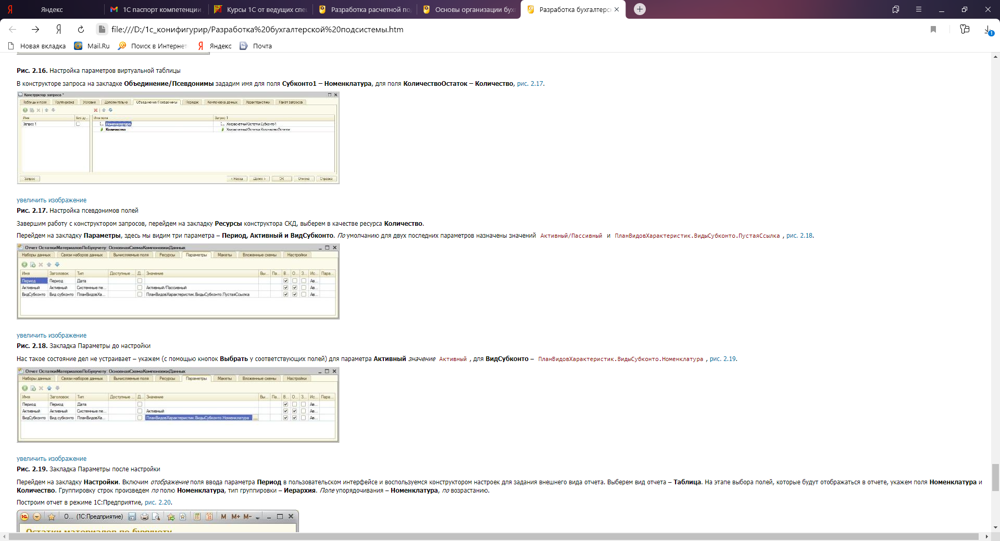 Яндекс
1С паспорт компетенции
Курсы 1С от ведущих спе
Разработка расчетной по
Основы организации бух
Разработка бухгалтерс
file:///D:/1с_конифигурир/Разработка%20бухгалтерской%20подсистемы.htm
1
Новая вкладка
Mail.Ru
Поиск в Интернет
Яндекс
Почта
Рис. 2.16. Настройка параметров виртуальной таблицы
В конструкторе запроса на закладке Объединение/Псевдонимы зададим имя для поля Субконто1 – Номенклатура, для поля КоличествоОстаток – Количество, рис. 2.17.
Конструктор запроса *
Таблицы и поля Группировка Условия Дополнительно Объединения/Псевдонимы Порядок Компоновка данных Характеристики Пакет запросов
Имя Без ду... Имя поля Запрос 1
Запрос 1 Номенклатура ХозрасчетныйОстатки.Субконто1
Количество ХозрасчетныйОстатки.КоличествоОстаток
Запрос < Назад Далее > ОК Отмена Справка
увеличить изображение
Рис. 2.17. Настройка псевдонимов полей
Завершим работу с конструктором запросов, перейдем на закладку Ресурсы конструктора СКД, выберем в качестве ресурса Количество.
Перейдем на закладку Параметры, здесь мы видим три параметра – Период, Активный и ВидСубконто. По умолчанию для двух последних параметров назначены значений Активный/Пассивный и ПланВидовХарактеристик.ВидыСубконто.ПустаяСсылка , рис. 2.18.
Отчет ОстаткиМатериаловПоБухучету: ОсновнаяСхемаКомпоновкиДанных
Наборы данных Связи наборов данных Вычисляемые поля Ресурсы Параметры Макеты Вложенные схемы Настройки
Имя Заголовок Тип Доступные ... Д... Значение Вы... Па... В... О... З... Ис... Пара...
Период Период Дата Ав...
Активный Активный Системные пе... Активный/Пассивный Ав...
ВидСубконто Вид субконто ПланВидовХа... ПланВидовХарактеристик.ВидыСубконто.ПустаяСсылка Ав...
увеличить изображение
Рис. 2.18. Закладка Параметры до настройки
Нас такое состояние дел не устраивает – укажем (с помощью кнопок Выбрать у соответствующих полей) для параметра Активный значение Активный , для ВидСубконто – ПланВидовХарактеристик.ВидыСубконто.Номенклатура , рис. 2.19.
Отчет ОстаткиМатериаловПоБухучету: ОсновнаяСхемаКомпоновкиДанных
Наборы данных Связи наборов данных Вычисляемые поля Ресурсы Параметры Макеты Вложенные схемы Настройки
Имя Заголовок Тип Доступные ... Д... Значение Вы... Па... В... О... З... Ис... Пара...
Период Период Дата Ав...
Активный Активный Системные пе... Активный Ав...
ВидСубконто Вид субконто ПланВидовХа... ПланВидовХарактеристик.ВидыСубконто.Номенклатура ... Ав...
увеличить изображение
Рис. 2.19. Закладка Параметры после настройки
Перейдем на закладку Настройки. Включим отображение поля ввода параметра Период в пользовательском интерфейсе и воспользуемся конструктором настроек для задания внешнего вида отчета. Выберем вид отчета – Таблица. На этапе выбора полей, которые будут отображаться в отчете, укажем поля Номенклатура и
Количество. Группировку строк произведем по полю Номенклатура, тип группировки – Иерархия. Поле упорядочивания – Номенклатура, по возрастанию.
Построим отчет в режиме 1С:Предприятие, рис. 2.20.
О... (1С:Предприятие) M M+ M-
Остатки материалов по бухучету